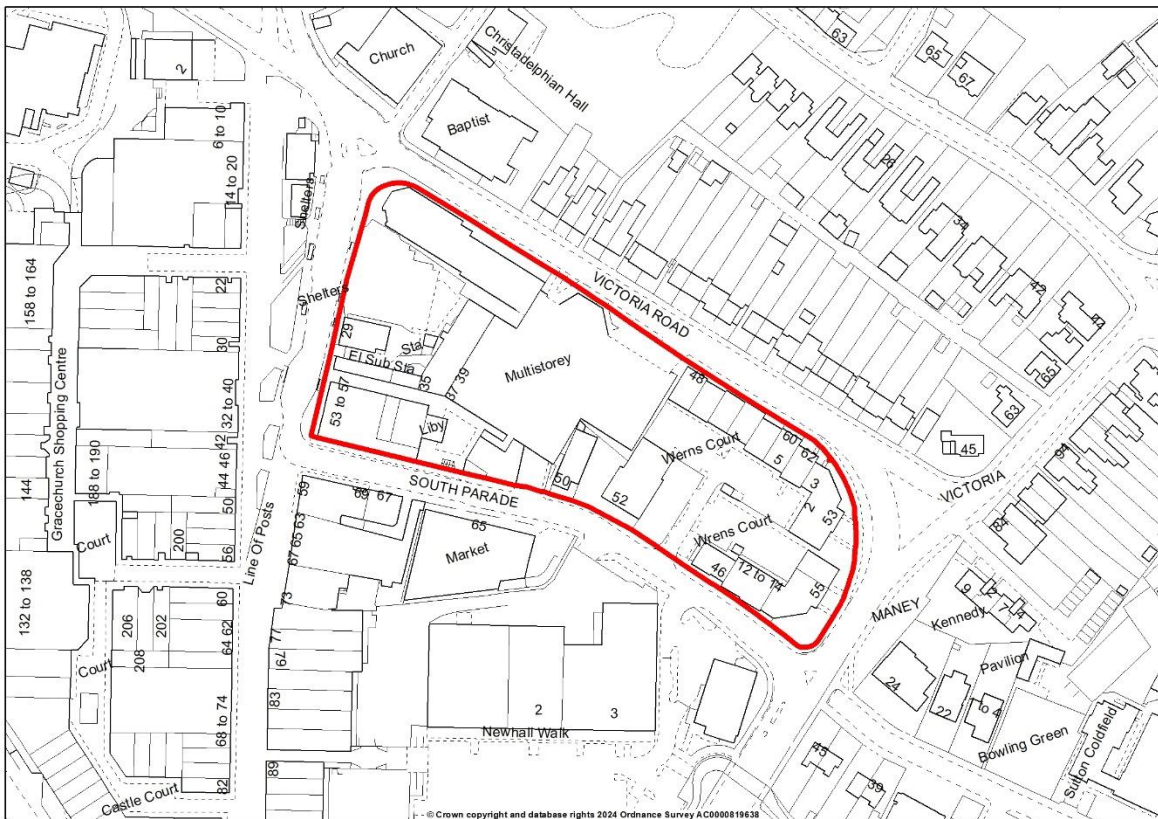 63
65
67
2
Church
5
Christadelphian Hall
Baptist
6 to 10
14 to 20
26
34
42
44
65
63
45
Shelters
Shelters
VICTORIA ROAD
VICTORIA
158 to 164
Gracechurch Shopping Centre
144
132 to 138
188 to 190
22
30
32 to 40
42
44 46
50
56
200
Court
Line Of Posts
29
Sta
El Sub Sta
35
37 39
Multistorey
53 to 57
Liby
48
60
62
Werns Court
5
3
2
53
50
52
SOUTH PARADE
59
69
67
67 65 63
65
Market
73
77
79
83
89
Wrens Court
46
12 to 14
55
94
84
MANEY
Kennedy
9
12
7
4
Pavilion
24
22
1 to 4
Bowling Green
Sutton Coldfield
60
64 62
206
202
208
Court
68 to 74
82
Castle Court
2
3
Newhall Walk
45
39
© Crown copyright and database rights 2024 Ordnance Survey AC0000819638